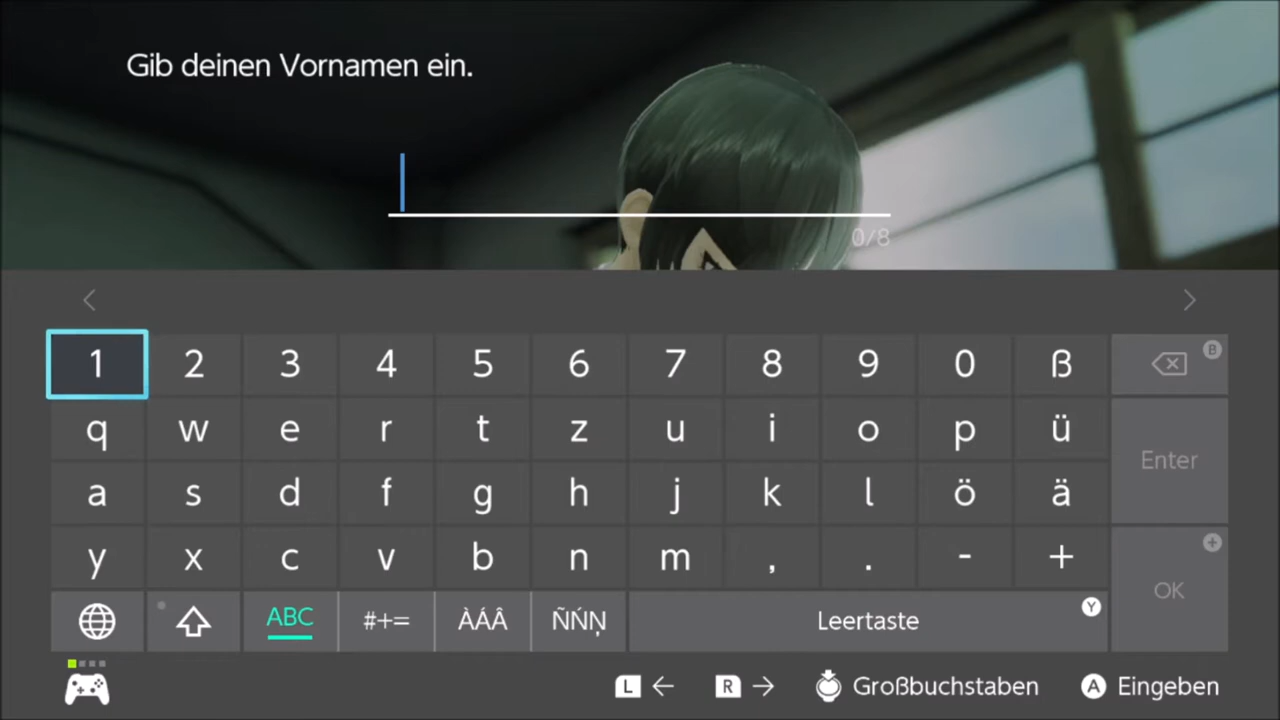 Gib deinen Vornamen ein.
0/8
1 2 3 4 5 6 7 8 9 0 ß B
q w e r t z u i o p ü
Enter
a s d f g h j k l ö ä
y x c v b n m , . - + +
OK
ABC #+= ÀÁÂ ÑŃŅ Leertaste Y
L ← R → Großbuchstaben A Eingeben